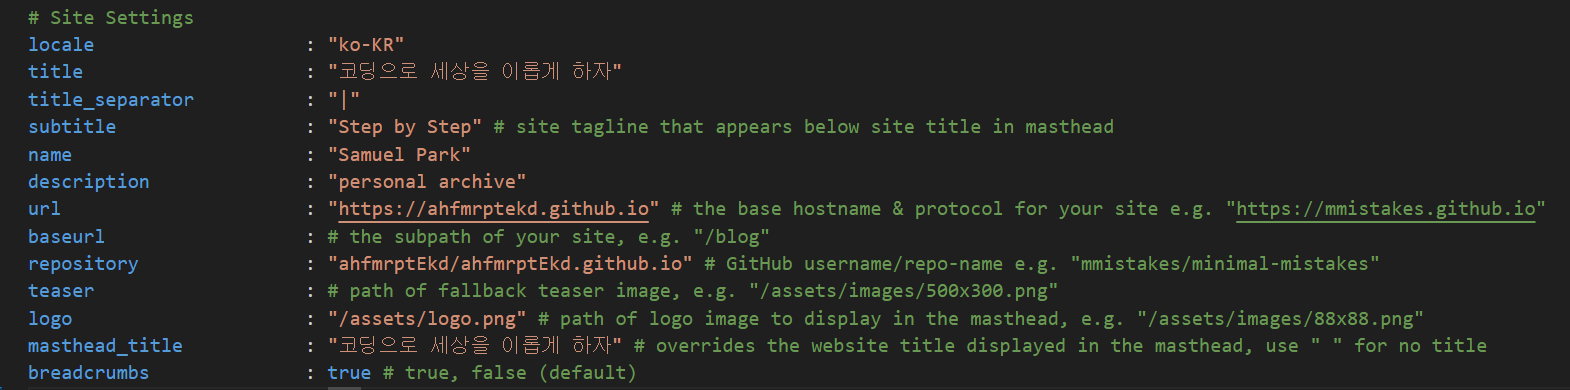 # Site Settings
locale : "ko-KR"
title : "코딩으로 세상을 이롭게 하자"
title_separator : "|"
subtitle : "Step by Step" # site tagline that appears below site title in masthead
name : "Samuel Park"
description : "personal archive"
url : "https://ahfmrptekd.github.io" # the base hostname & protocol for your site e.g. "https://mmistakes.github.io"
baseurl : # the subpath of your site, e.g. "/blog"
repository : "ahfmrptEkd/ahfmrptEkd.github.io" # GitHub username/repo-name e.g. "mmistakes/minimal-mistakes"
teaser : # path of fallback teaser image, e.g. "/assets/images/500x300.png"
logo : "/assets/logo.png" # path of logo image to display in the masthead, e.g. "/assets/images/88x88.png"
masthead_title : "코딩으로 세상을 이롭게 하자" # overrides the website title displayed in the masthead, use " " for no title
breadcrumbs : true # true, false (default)